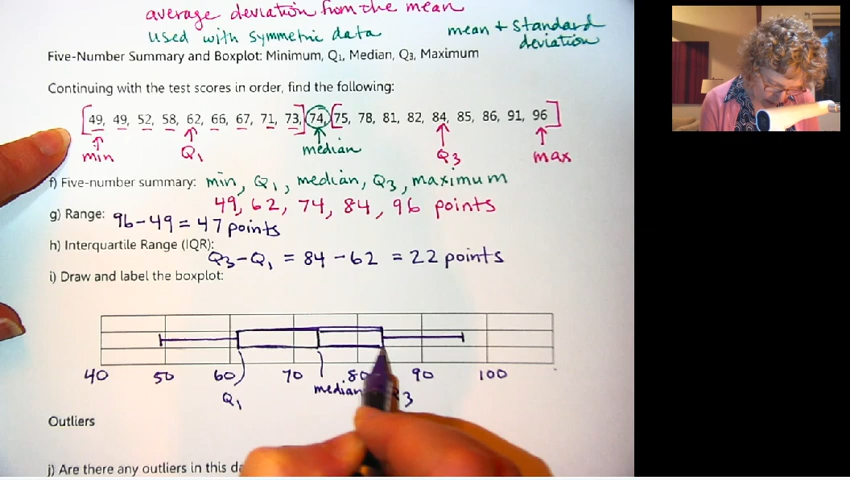 average deviation from the mean
used with symmetric data mean + standard deviation
Five-Number Summary and Boxplot: Minimum, Q₁, Median, Q₃, Maximum
Continuing with the test scores in order, find the following:
[49, 49, 52, 58, 62, 66, 67, 71, 73,] 74, [75, 78, 81, 82, 84, 85, 86, 91, 96]
min Q₁ median Q₃ max
f) Five-number summary: min, Q₁, median, Q₃, maximum
49, 62, 74, 84, 96 points
g) Range: 96-49 = 47 points
h) Interquartile Range (IQR): Q₃-Q₁ = 84-62 = 22 points
i) Draw and label the boxplot:
40 50 60 70 80 90 100
Q₁ median Q3
Outliers
j) Are there any outliers in this